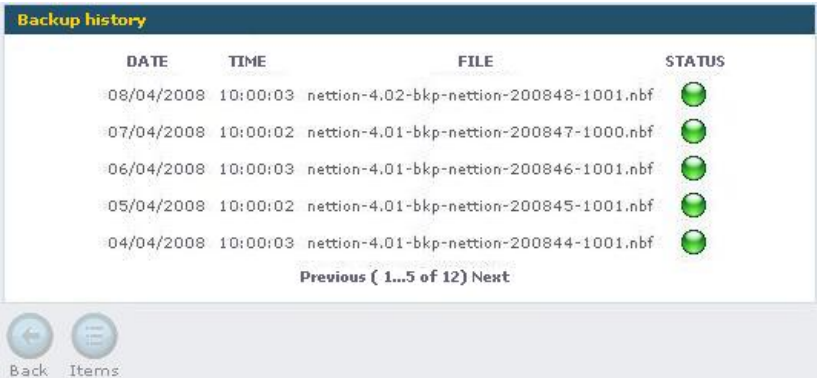 Backup history
DATE TIME FILE STATUS
08/04/2008 10:00:03 nettion-4.02-bkp-nettion-200848-1001.nbf
07/04/2008 10:00:02 nettion-4.01-bkp-nettion-200847-1000.nbf
06/04/2008 10:00:03 nettion-4.01-bkp-nettion-200846-1001.nbf
05/04/2008 10:00:02 nettion-4.01-bkp-nettion-200845-1001.nbf
04/04/2008 10:00:03 nettion-4.01-bkp-nettion-200844-1001.nbf
Previous ( 1...5 of 12) Next
Back Items